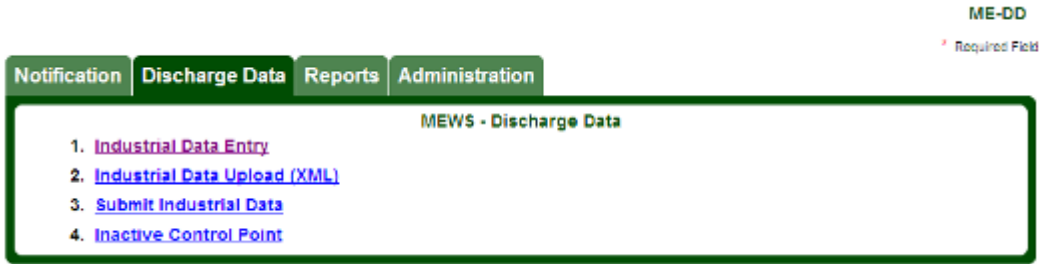 ME-DD
* Required Field
Notification Discharge Data Reports Administration
MEWS - Discharge Data
1. Industrial Data Entry
2. Industrial Data Upload (XML)
3. Submit Industrial Data
4. Inactive Control Point